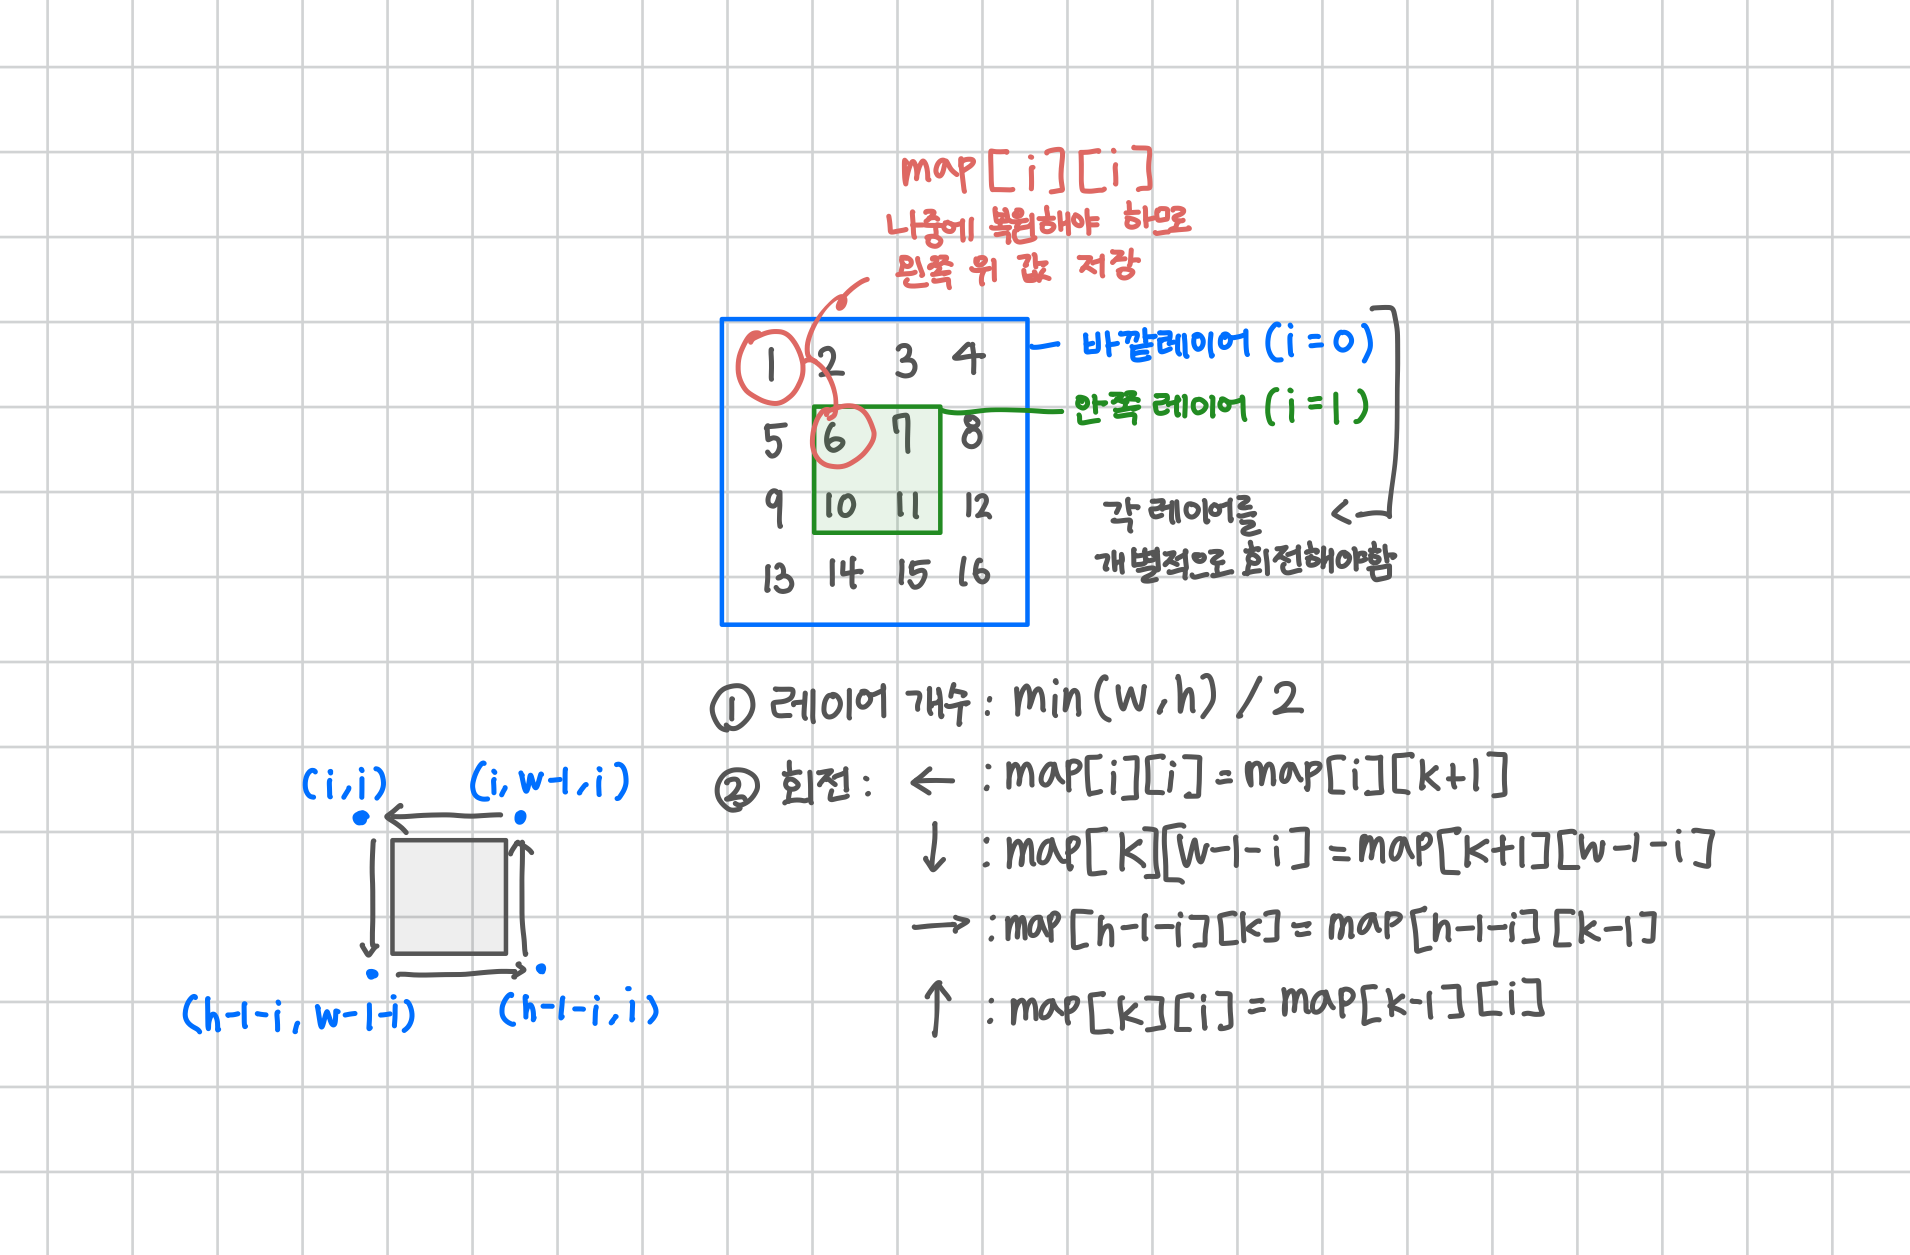 map[i][i]
나중에 복원해야 하므로
왼쪽 위 값 저장
1 2 3 4
5 6 7 8
9 10 11 12
13 14 15 16
바깥레이어 (i=0)
안쪽 레이어 (i=1)
각 레이어를
개별적으로 회전해야함
① 레이어 개수 : min(w,h) / 2
② 회전 : ← : map[i][i] = map[i][k+1]
↓ : map[k][w-1-i] = map[k+1][w-1-i]
→ : map[h-1-i][k] = map[h-1-i][k-1]
↑ : map[k][i] = map[k-1][i]
(i,i) (i, w-1, i)
(h-1-i, w-1-i) (h-1-i, i)